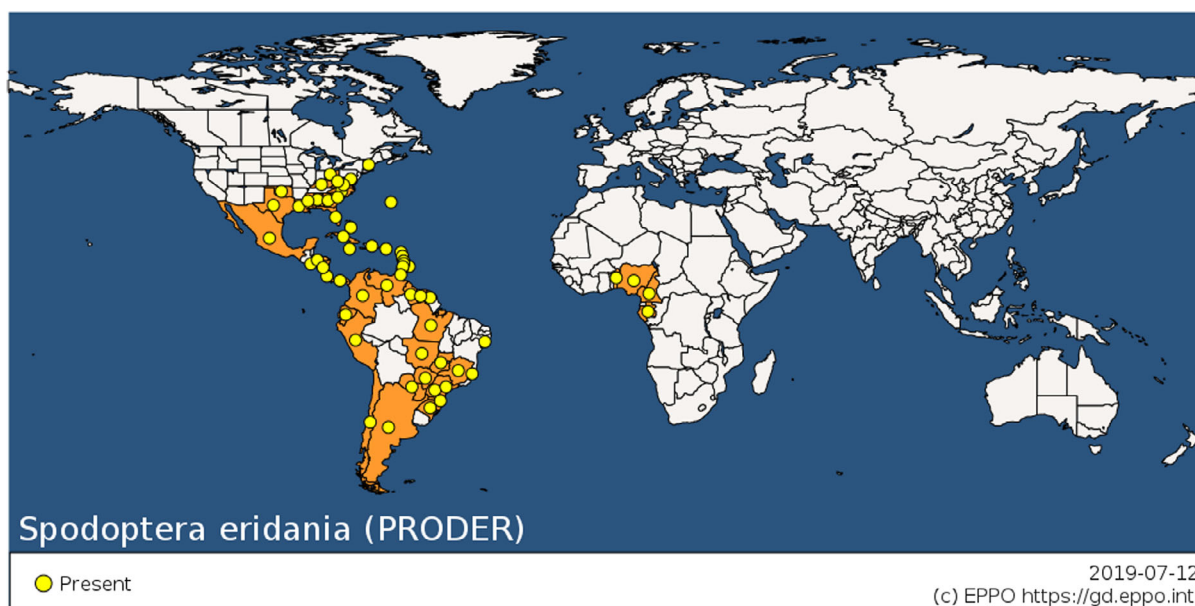 Spodoptera eridania (PRODER)
Present
2019-07-12
(c) EPPO https://gd.eppo.int